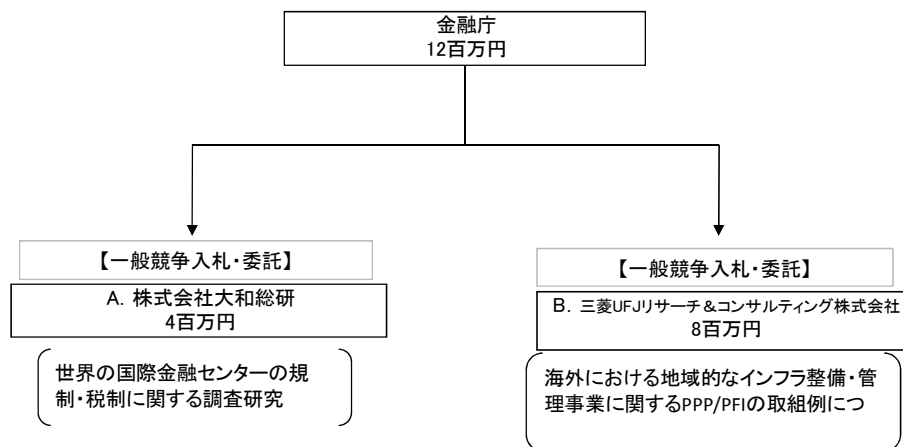 金融庁
12百万円
【一般競争入札・委託】
A. 株式会社大和総研
4百万円
世界の国際金融センターの規
制・税制に関する調査研究
【一般競争入札・委託】
B. 三菱UFJリサーチ＆コンサルティング株式会社
8百万円
海外における地域的なインフラ整備・管
理事業に関するPPP/PFIの取組例につ